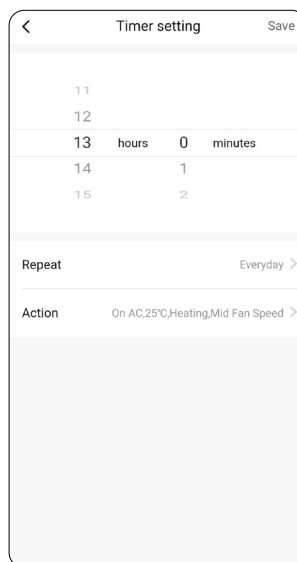 Timer setting Save
11
12
13 hours 0 minutes
14 1
15 2
Repeat Everyday
Action On AC,25℃,Heating,Mid Fan Speed